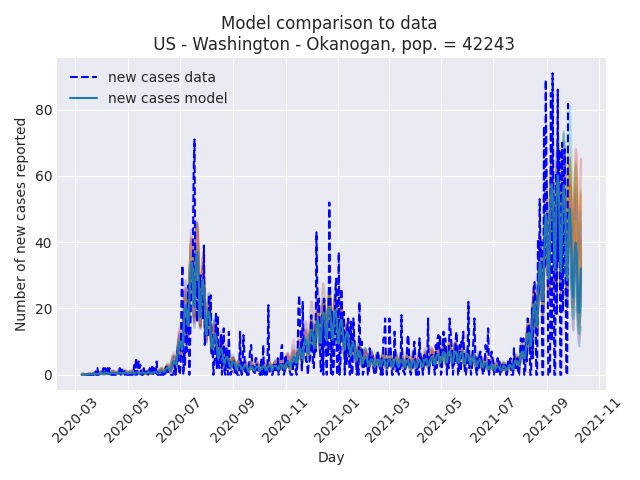 Model comparison to data
US - Washington - Okanogan, pop. = 42243
new cases data
new cases model
Number of new cases reported
80
60
40
20
0
2020-03
2020-05
2020-07
2020-09
2020-11
2021-01
2021-03
2021-05
2021-07
2021-09
2021-11
Day